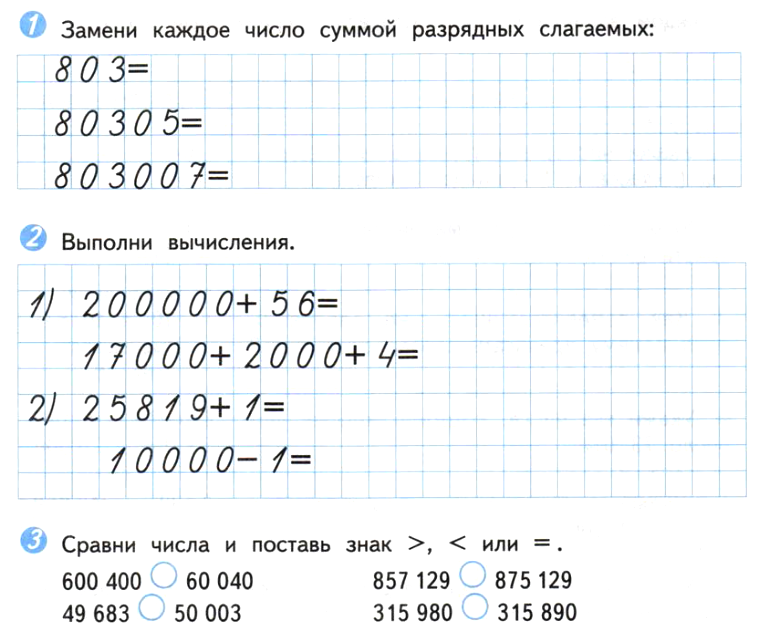 1 Замени каждое число суммой разрядных слагаемых:
803=
80305=
803007=
2 Выполни вычисления.
1) 200000+56=
17000+2000+4=
2) 25819+1=
10000-1=
3 Сравни числа и поставь знак >, < или =.
600 400 60 040 857 129 875 129
49 683 50 003 315 980 315 890